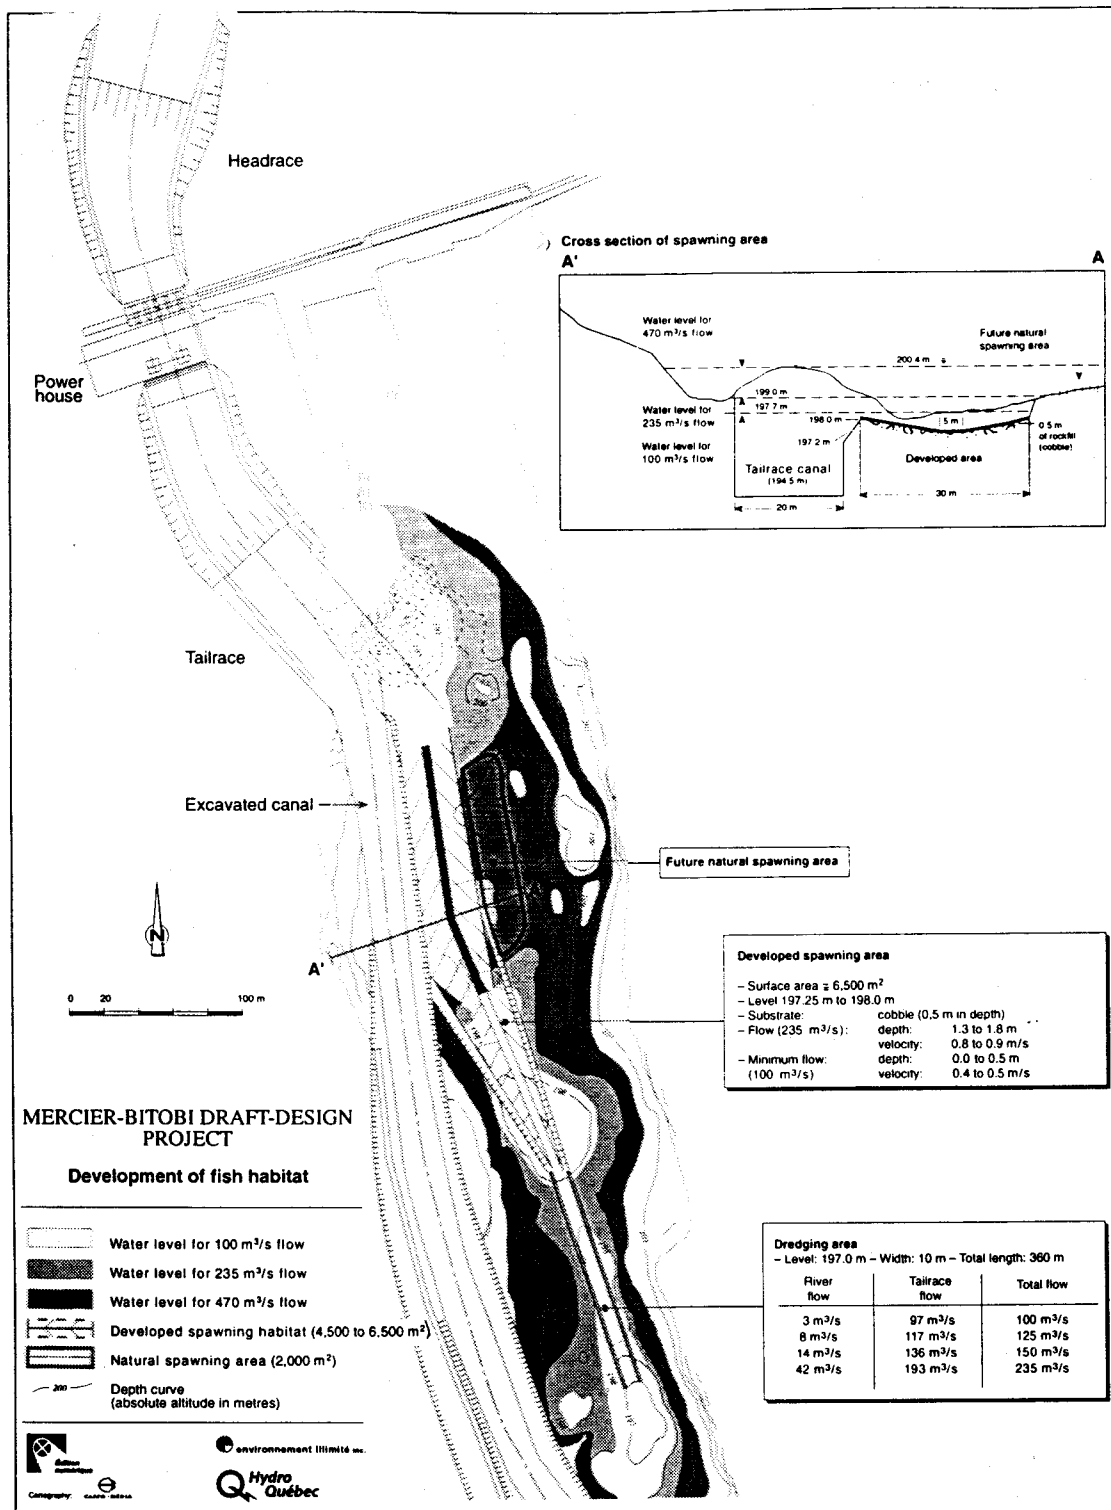 Headrace
Power
house
Tailrace
Excavated canal
Cross section of spawning area
A'
A
Water level for
470 m³/s flow
Future natural
spawning area
200.4 m
199.0 m
197.7 m
Water level for
235 m³/s flow
198.0 m
5 m
0.5 m
of rockfill
(cobble)
Water level for
100 m³/s flow
197.2 m
Tailrace canal
(194.5 m)
Developed area
20 m
30 m
Future natural spawning area
A'
N
0 50 100 m
Developed spawning area
– Surface area ≅ 6,500 m²
– Level 197.25 m to 198.0 m
– Substrate: cobble (0,5 m in depth)
– Flow (235 m³/s): depth: 1.3 to 1.8 m
velocity: 0.8 to 0.9 m/s
– Minimum flow: depth: 0.0 to 0.5 m
(100 m³/s) velocity: 0.4 to 0.5 m/s
Dredging area
– Level: 197.0 m – Width: 10 m – Total length: 360 m
River Tailrace Total flow
flow flow
3 m³/s 97 m³/s 100 m³/s
8 m³/s 117 m³/s 125 m³/s
14 m³/s 136 m³/s 150 m³/s
42 m³/s 193 m³/s 235 m³/s
MERCIER-BITOBI DRAFT-DESIGN
PROJECT
Development of fish habitat
Water level for 100 m³/s flow
Water level for 235 m³/s flow
Water level for 470 m³/s flow
Developed spawning habitat (4,500 to 6,500 m²)
Natural spawning area (2,000 m²)
200 Depth curve
(absolute altitude in metres)
Édition
numérique
environnement Illimité inc.
Cartography: CARTO-MÉDIA
Hydro
Québec